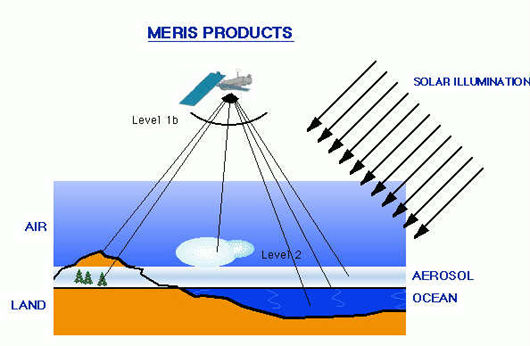 MERIS PRODUCTS
SOLAR ILLUMINATION
Level 1b
AIR
Level 2
AEROSOL
OCEAN
LAND